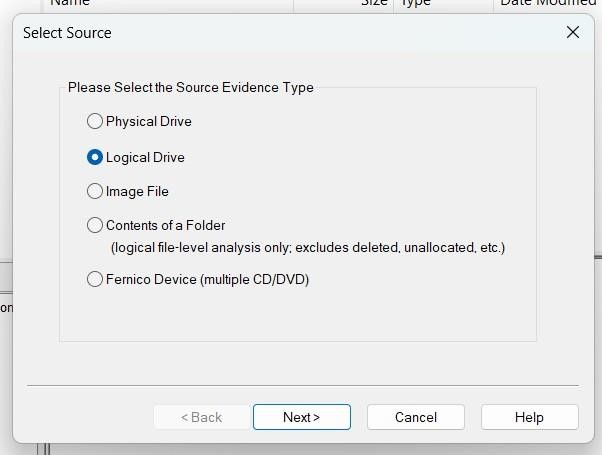 Name Size Type Date Modified
Select Source
Please Select the Source Evidence Type
Physical Drive
Logical Drive
Image File
Contents of a Folder
(logical file-level analysis only; excludes deleted, unallocated, etc.)
Fernico Device (multiple CD/DVD)
on
< Back Next > Cancel Help